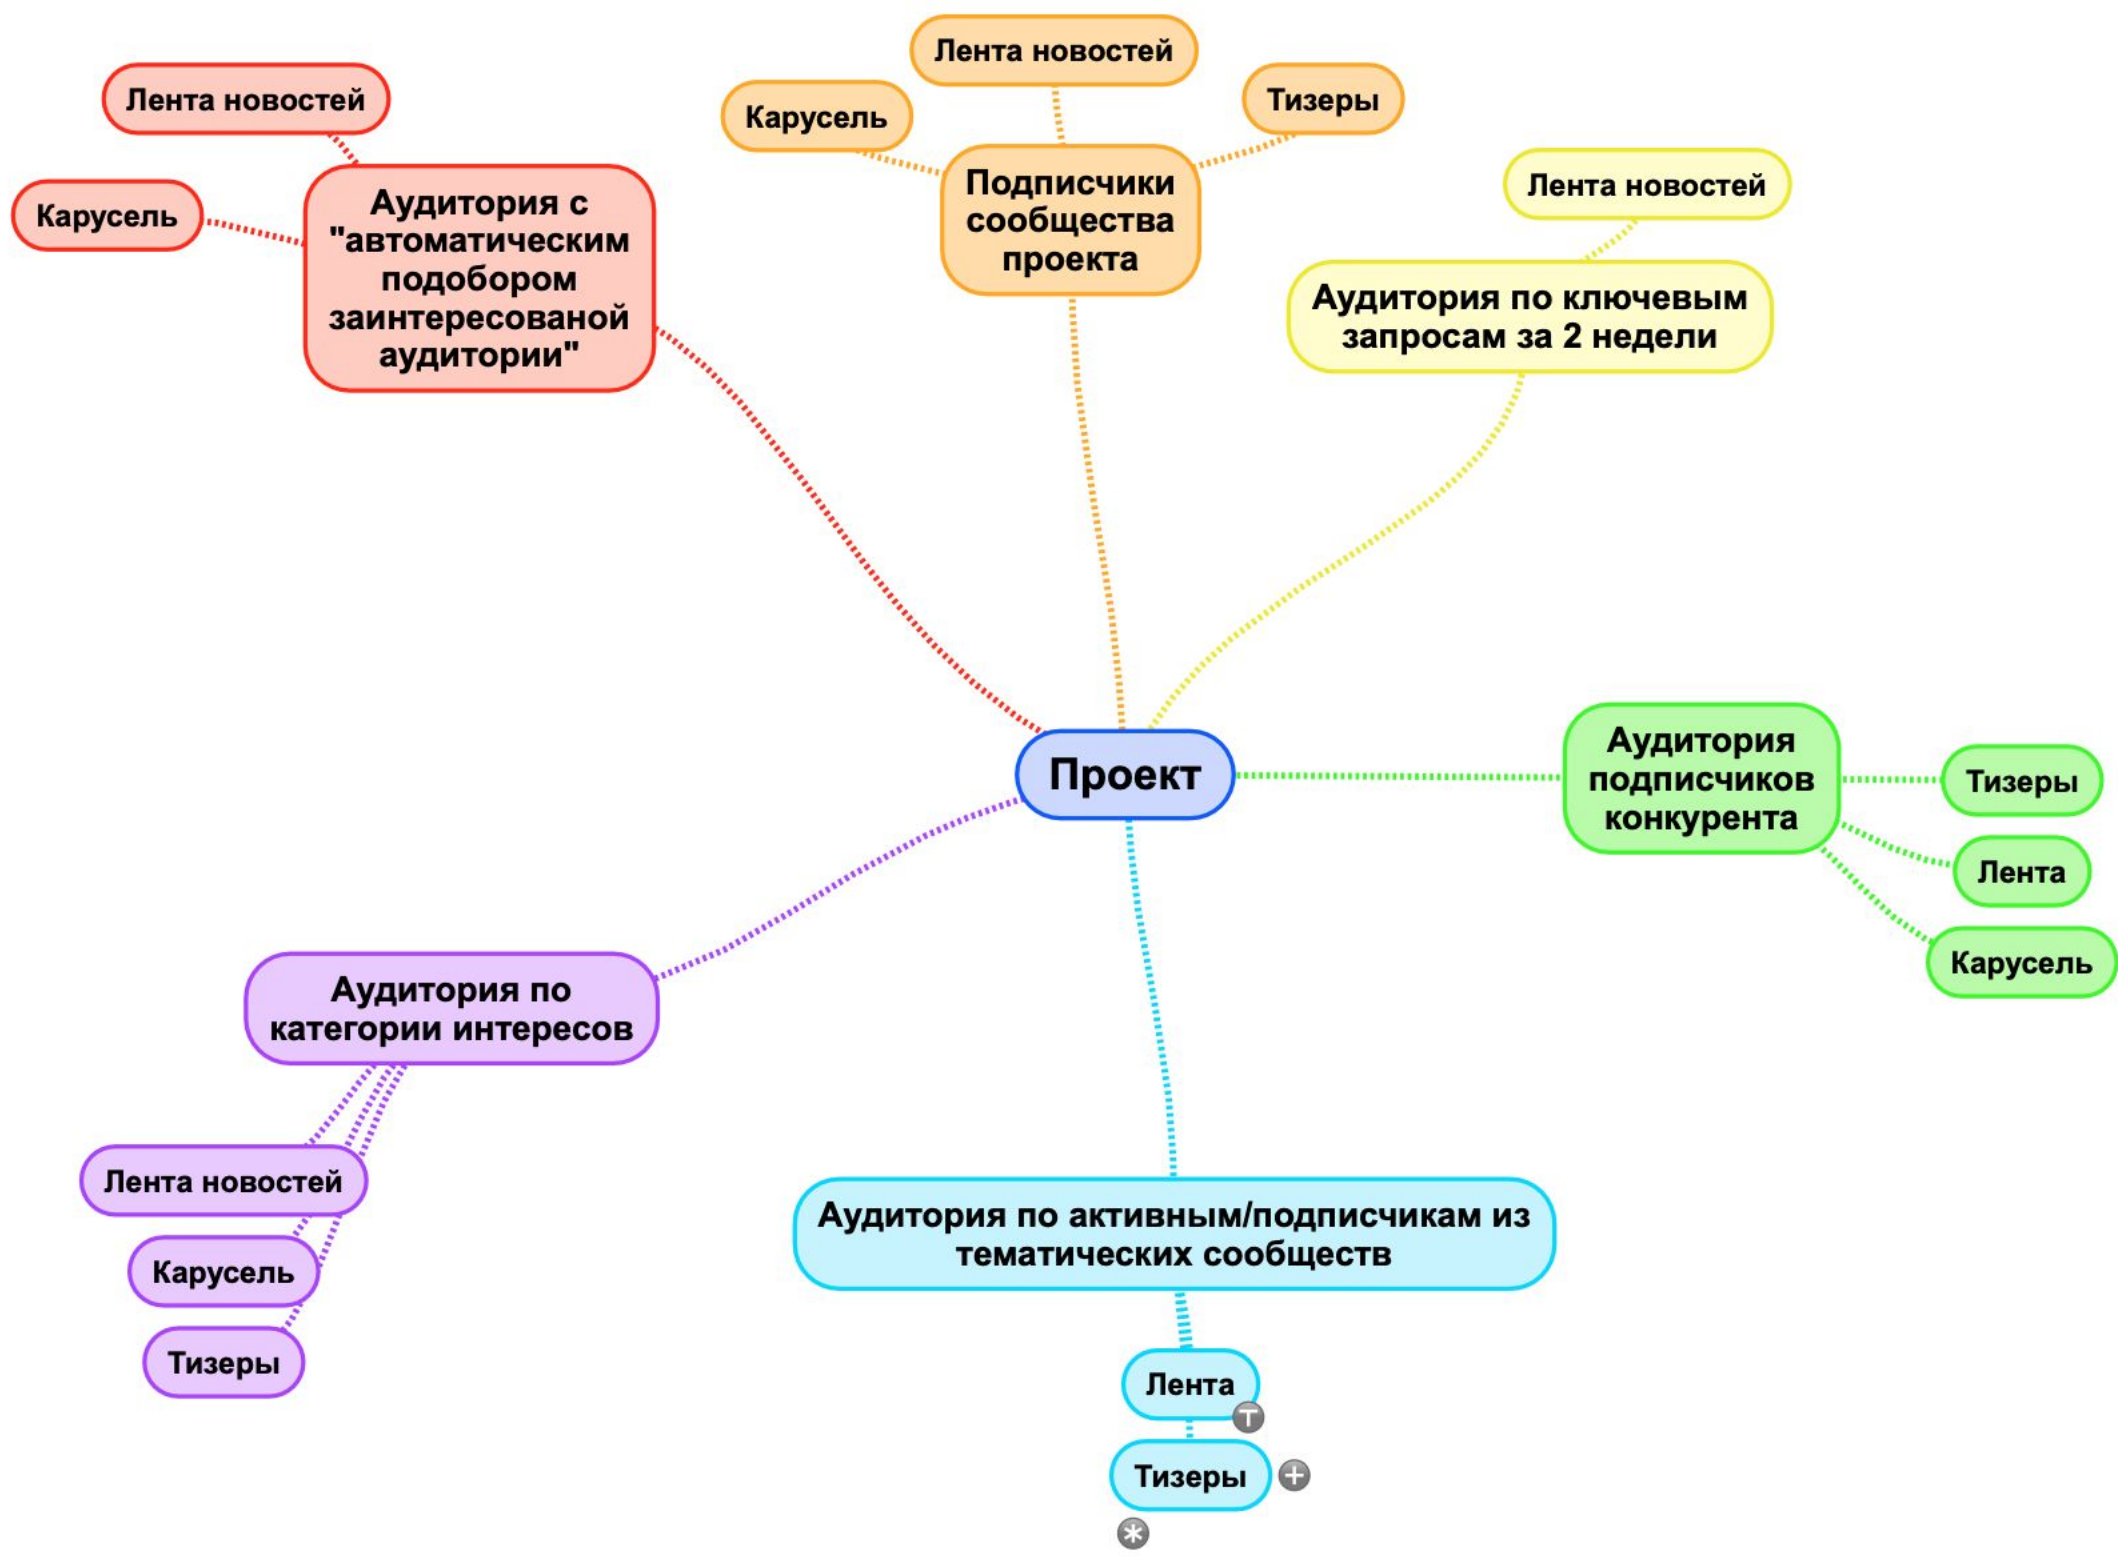 Лента новостей
Карусель
Аудитория с
"автоматическим
подобором
заинтересованой
аудитории"
Лента новостей
Карусель
Тизеры
Подписчики
сообщества
проекта
Лента новостей
Аудитория по ключевым
запросам за 2 недели
Проект
Аудитория
подписчиков
конкурента
Тизеры
Лента
Карусель
Аудитория по
категории интересов
Лента новостей
Карусель
Тизеры
Аудитория по активным/подписчикам из
тематических сообществ
Лента
Тизеры